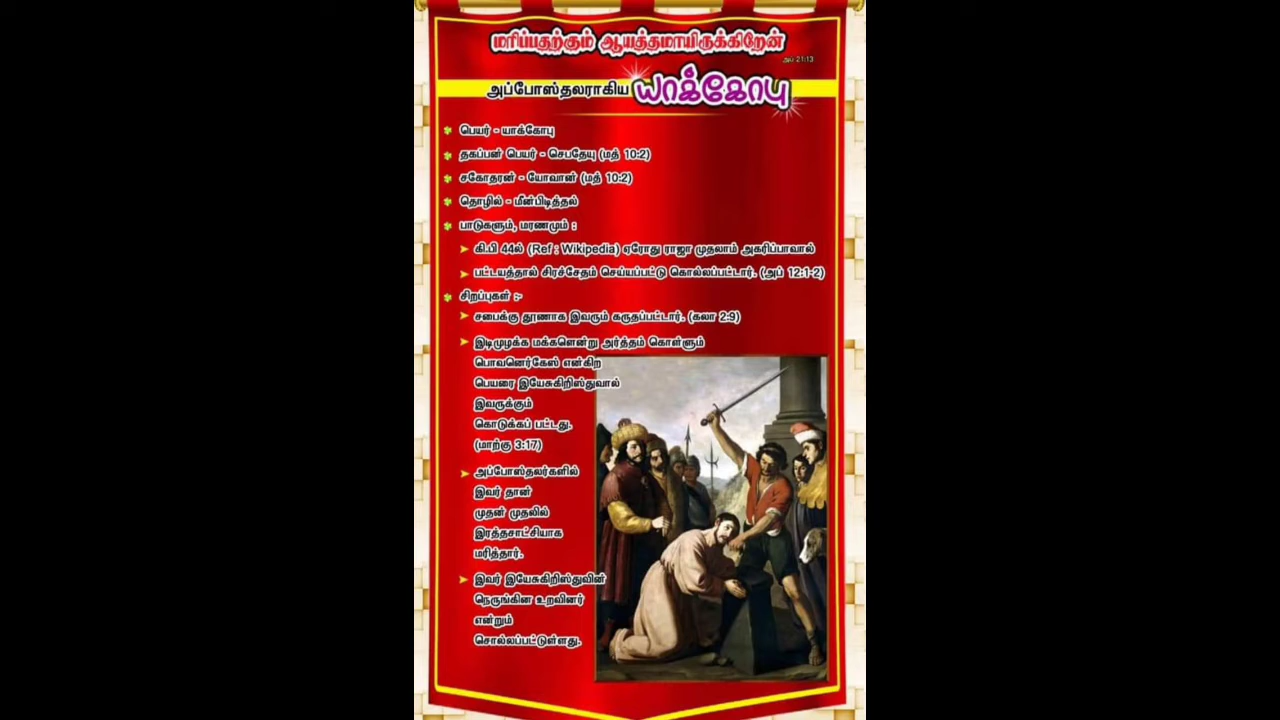 மரிப்பதற்கும் ஆயத்தமாயிருக்கிறேன்
அப் 21:13
அப்போஸ்தலராகிய யாக்கோபு
பெயர் - யாக்கோபு
தகப்பன் பெயர் - செபதேயு (மத் 10:2)
சகோதரன் - யோவான் (மத் 10:2)
தொழில் - மீன்பிடித்தல்
பாடுகளும், மரணமும் :
கி.பி 44ல் (Ref : Wikipedia) ஏரோது ராஜா முதலாம் அகரிப்பாவால்
பட்டயத்தால் சிரச்சேதம் செய்யப்பட்டு கொல்லப்பட்டார். (அப் 12:1-2)
சிறப்புகள் :-
சபைக்கு தூணாக இவரும் கருதப்பட்டார். (கலா 2:9)
இடிமுழக்க மக்களென்று அர்த்தம் கொள்ளும்
பொவனெர்கேஸ் என்கிற
பெயரை இயேசுகிறிஸ்துவால்
இவருக்கும்
கொடுக்கப் பட்டது.
(மாற்கு 3:17)
அப்போஸ்தலர்களில்
இவர் தான்
முதன் முதலில்
இரத்தசாட்சியாக
மரித்தார்.
இவர் இயேசுகிறிஸ்துவின்
நெருங்கின உறவினர்
என்றும்
சொல்லப்பட்டுள்ளது.